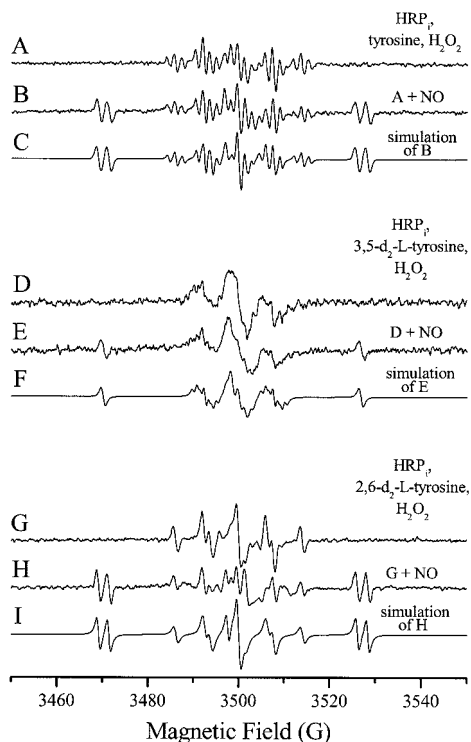 HRPi,
tyrosine, H2O2
A
B
A + NO
C
simulation
of B
HRPi,
3,5-d2-L-tyrosine,
H2O2
D
E
D + NO
F
simulation
of E
HRPi,
2,6-d2-L-tyrosine,
H2O2
G
H
G + NO
I
simulation
of H
3460 3480 3500 3520 3540
Magnetic Field (G)